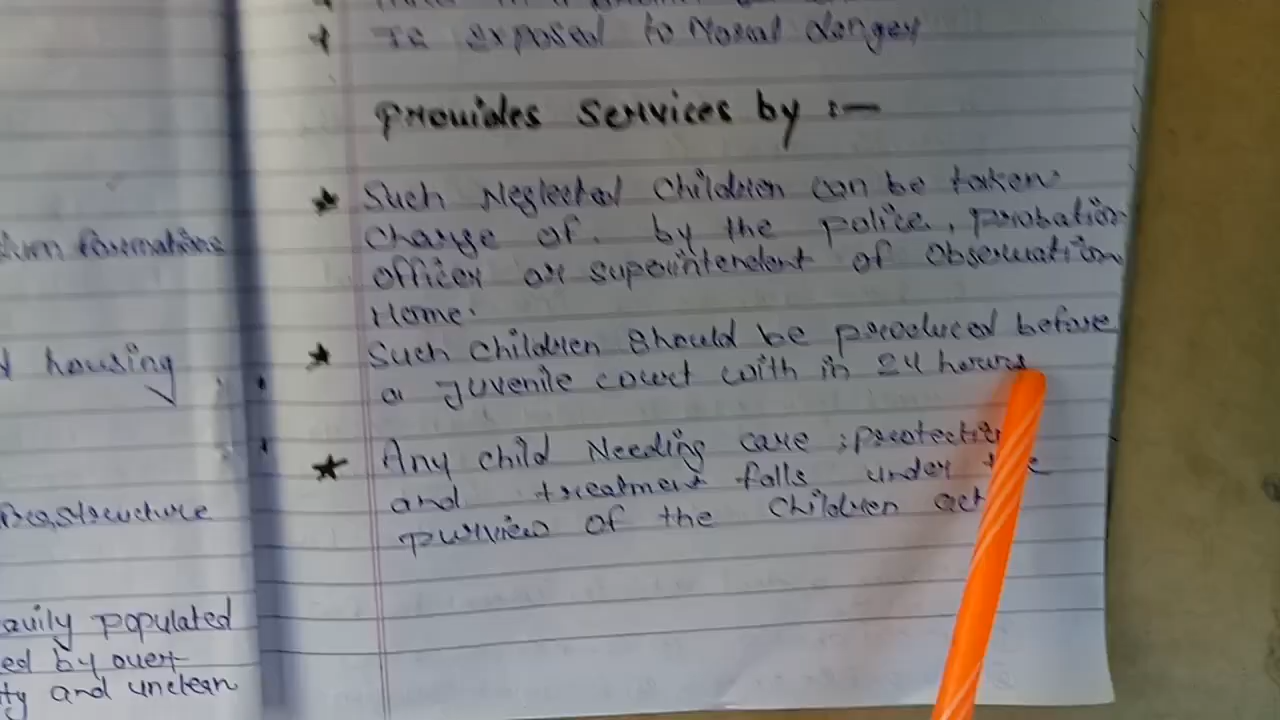 * Is exposed to Moral danger
Provides Services by :-
* Such Neglected Children can be taken
charge of. by the police, probation
officer or superintendent of Observation
Home.
* Such children should be produced before
a Juvenile court with in 24 hours
* Any child Needing care ; protection
and treatment falls under the
purview of the Children act
formations
housing
structure
populated
ed by over-
ty and unclean